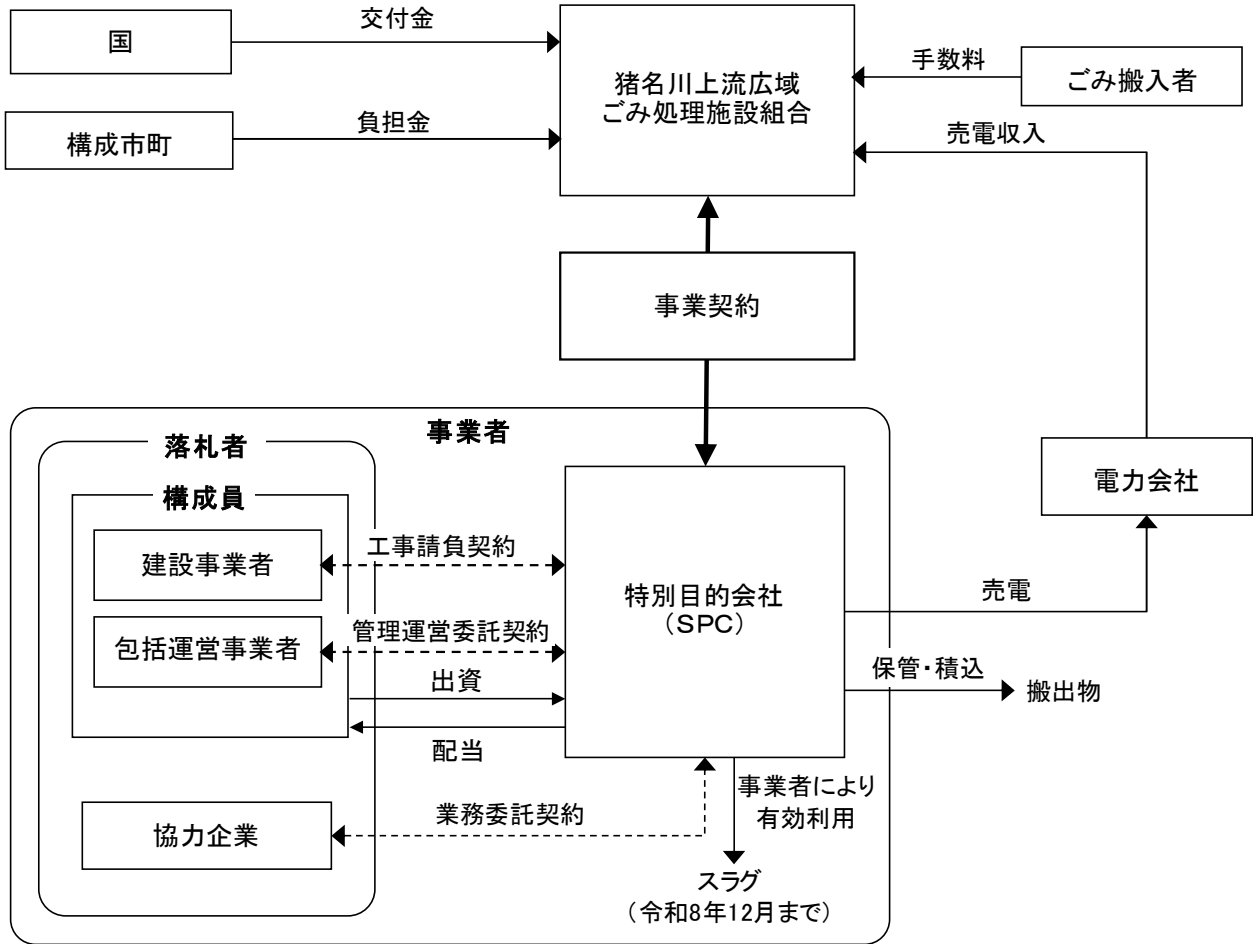 国
交付金
構成市町
負担金
猪名川上流広域
ごみ処理施設組合
手数料
ごみ搬入者
売電収入
事業契約
事業者
落札者
構成員
建設事業者
工事請負契約
包括運営事業者
管理運営委託契約
出資
配当
協力企業
業務委託契約
特別目的会社
（SPC）
電力会社
売電
保管・積込
搬出物
事業者により
有効利用
スラグ
（令和8年12月まで）